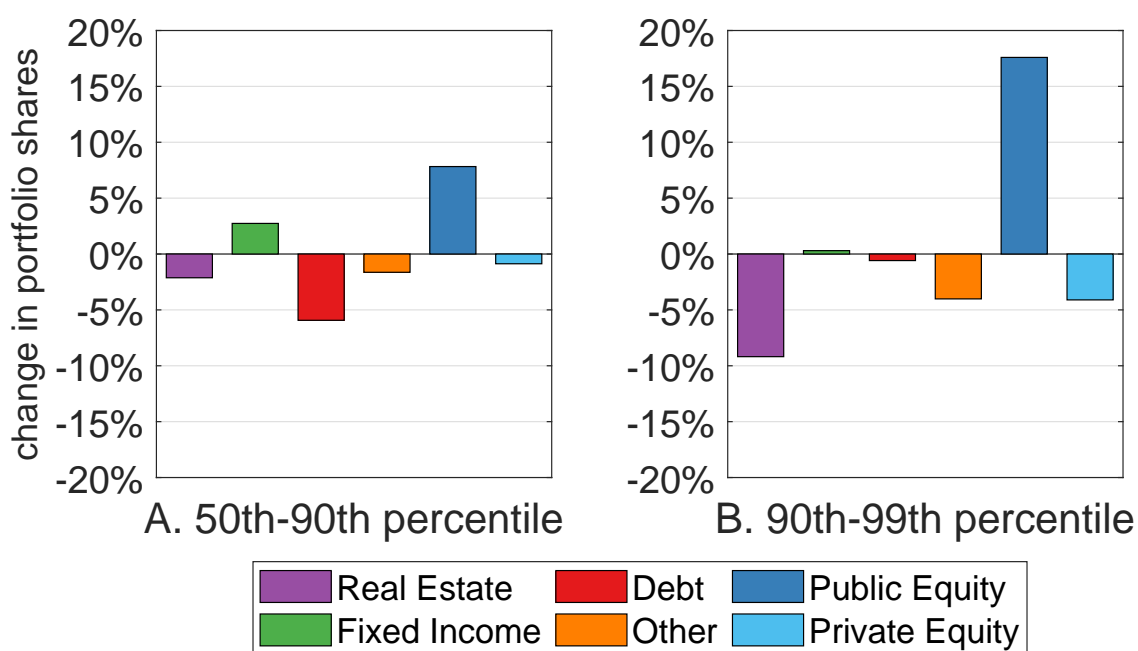 change in portfolio shares
20%
15%
10%
5%
0%
-5%
-10%
-15%
-20%
A. 50th-90th percentile
20%
15%
10%
5%
0%
-5%
-10%
-15%
-20%
B. 90th-99th percentile
Real Estate
Debt
Public Equity
Fixed Income
Other
Private Equity